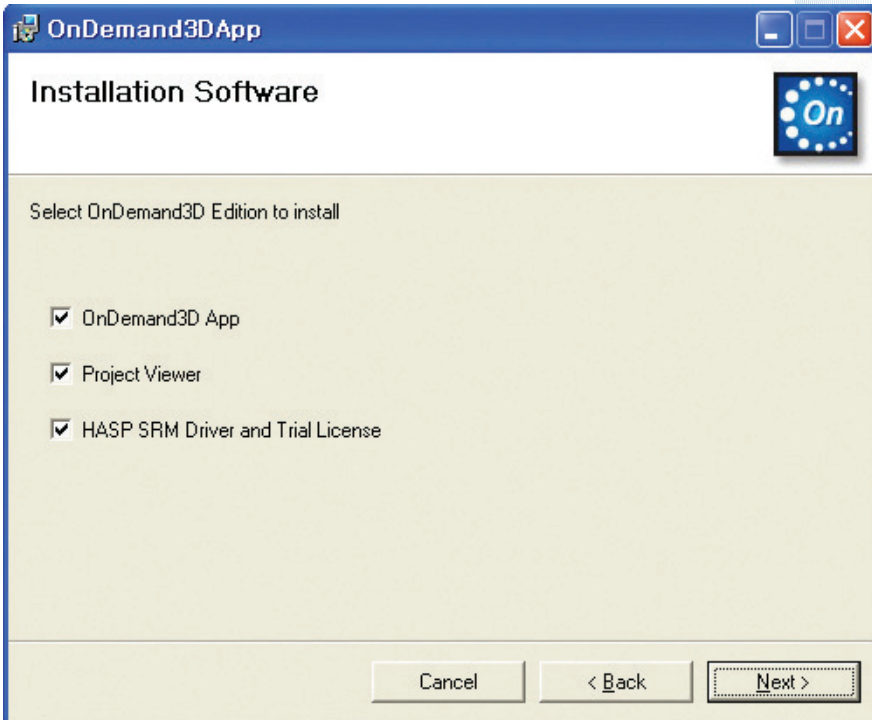 OnDemand3DApp
Installation Software
On
Select OnDemand3D Edition to install
OnDemand3D App
Project Viewer
HASP SRM Driver and Trial License
Cancel
< Back
Next >